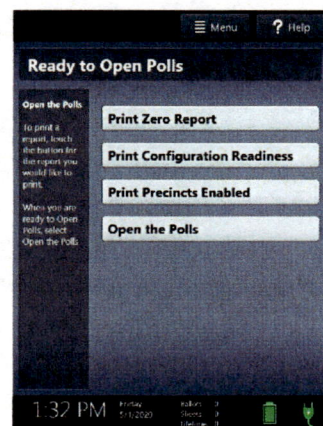 Menu
? Help
Ready to Open Polls
Open the Polls
To print a
report, touch
the button for
the report you
would like to
print.
When you are
ready to Open
Polls, select
Open the Polls
Print Zero Report
Print Configuration Readiness
Print Precincts Enabled
Open the Polls
1:32 PM
Friday
5/1/2020
Ballots 0
Sheets 0
Lifetime 0